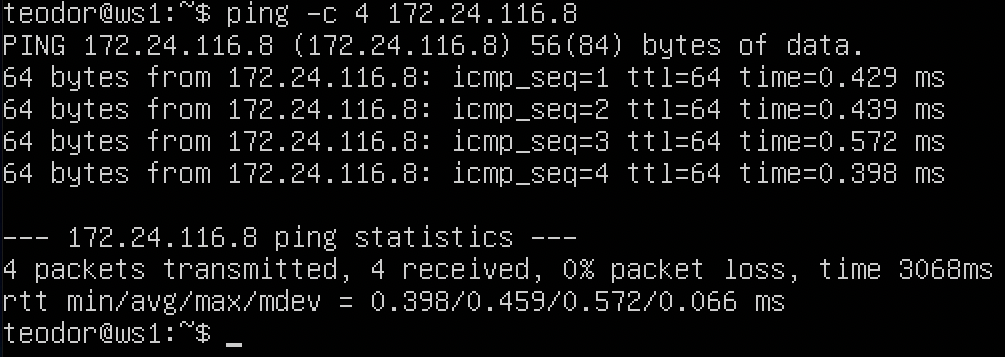 teodor@ws1:~$ ping -c 4 172.24.116.8
PING 172.24.116.8 (172.24.116.8) 56(84) bytes of data.
64 bytes from 172.24.116.8: icmp_seq=1 ttl=64 time=0.429 ms
64 bytes from 172.24.116.8: icmp_seq=2 ttl=64 time=0.439 ms
64 bytes from 172.24.116.8: icmp_seq=3 ttl=64 time=0.572 ms
64 bytes from 172.24.116.8: icmp_seq=4 ttl=64 time=0.398 ms

--- 172.24.116.8 ping statistics ---
4 packets transmitted, 4 received, 0% packet loss, time 3068ms
rtt min/avg/max/mdev = 0.398/0.459/0.572/0.066 ms
teodor@ws1:~$ _